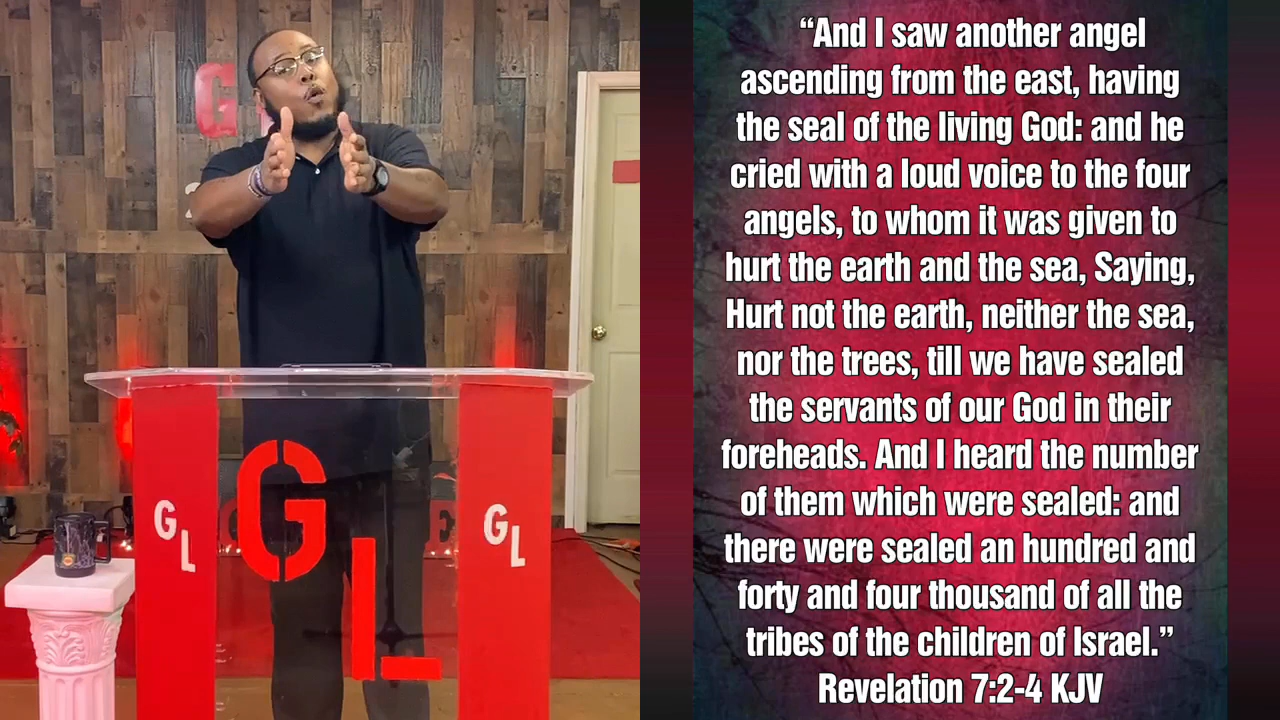 G
G
L
G
L
G
L
E
“And I saw another angel
ascending from the east, having
the seal of the living God: and he
cried with a loud voice to the four
angels, to whom it was given to
hurt the earth and the sea, Saying,
Hurt not the earth, neither the sea,
nor the trees, till we have sealed
the servants of our God in their
foreheads. And I heard the number
of them which were sealed: and
there were sealed an hundred and
forty and four thousand of all the
tribes of the children of Israel.”
Revelation 7:2-4 KJV